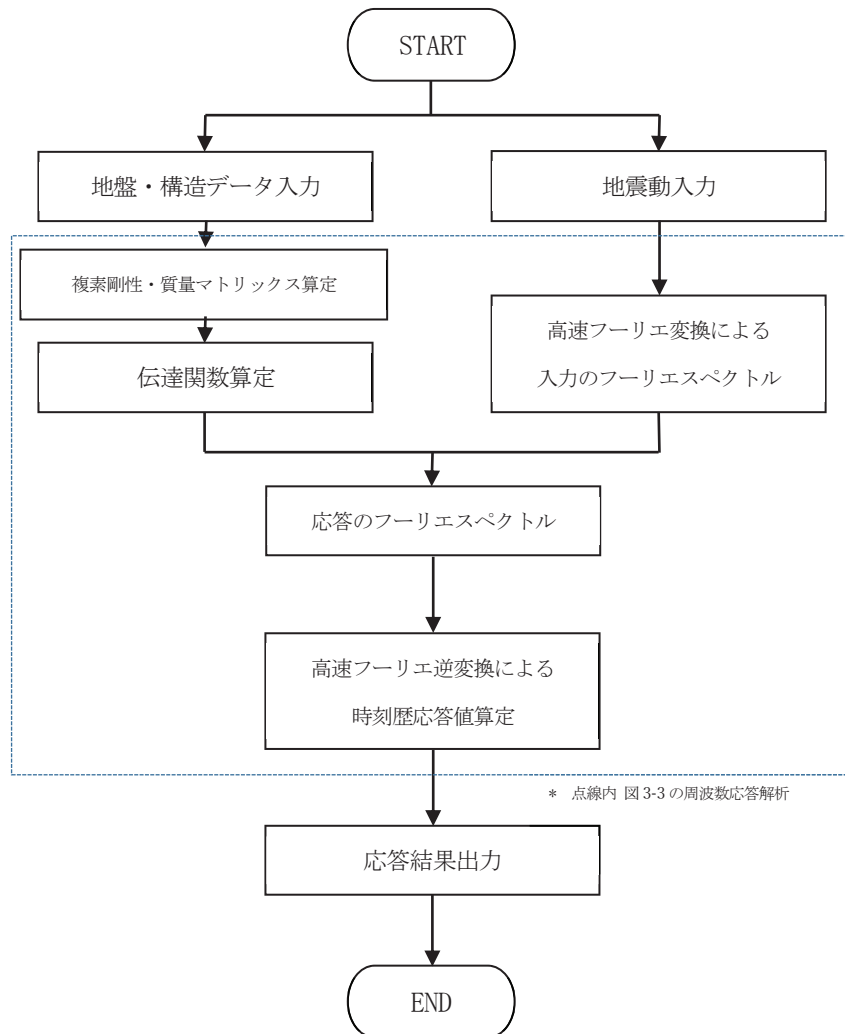 START
地盤・構造データ入力
地震動入力
複素剛性・質量マトリックス算定
伝達関数算定
高速フーリエ変換による
入力のフーリエスペクトル
応答のフーリエスペクトル
高速フーリエ逆変換による
時刻歴応答値算定
* 点線内 図 3-3 の周波数応答解析
応答結果出力
END